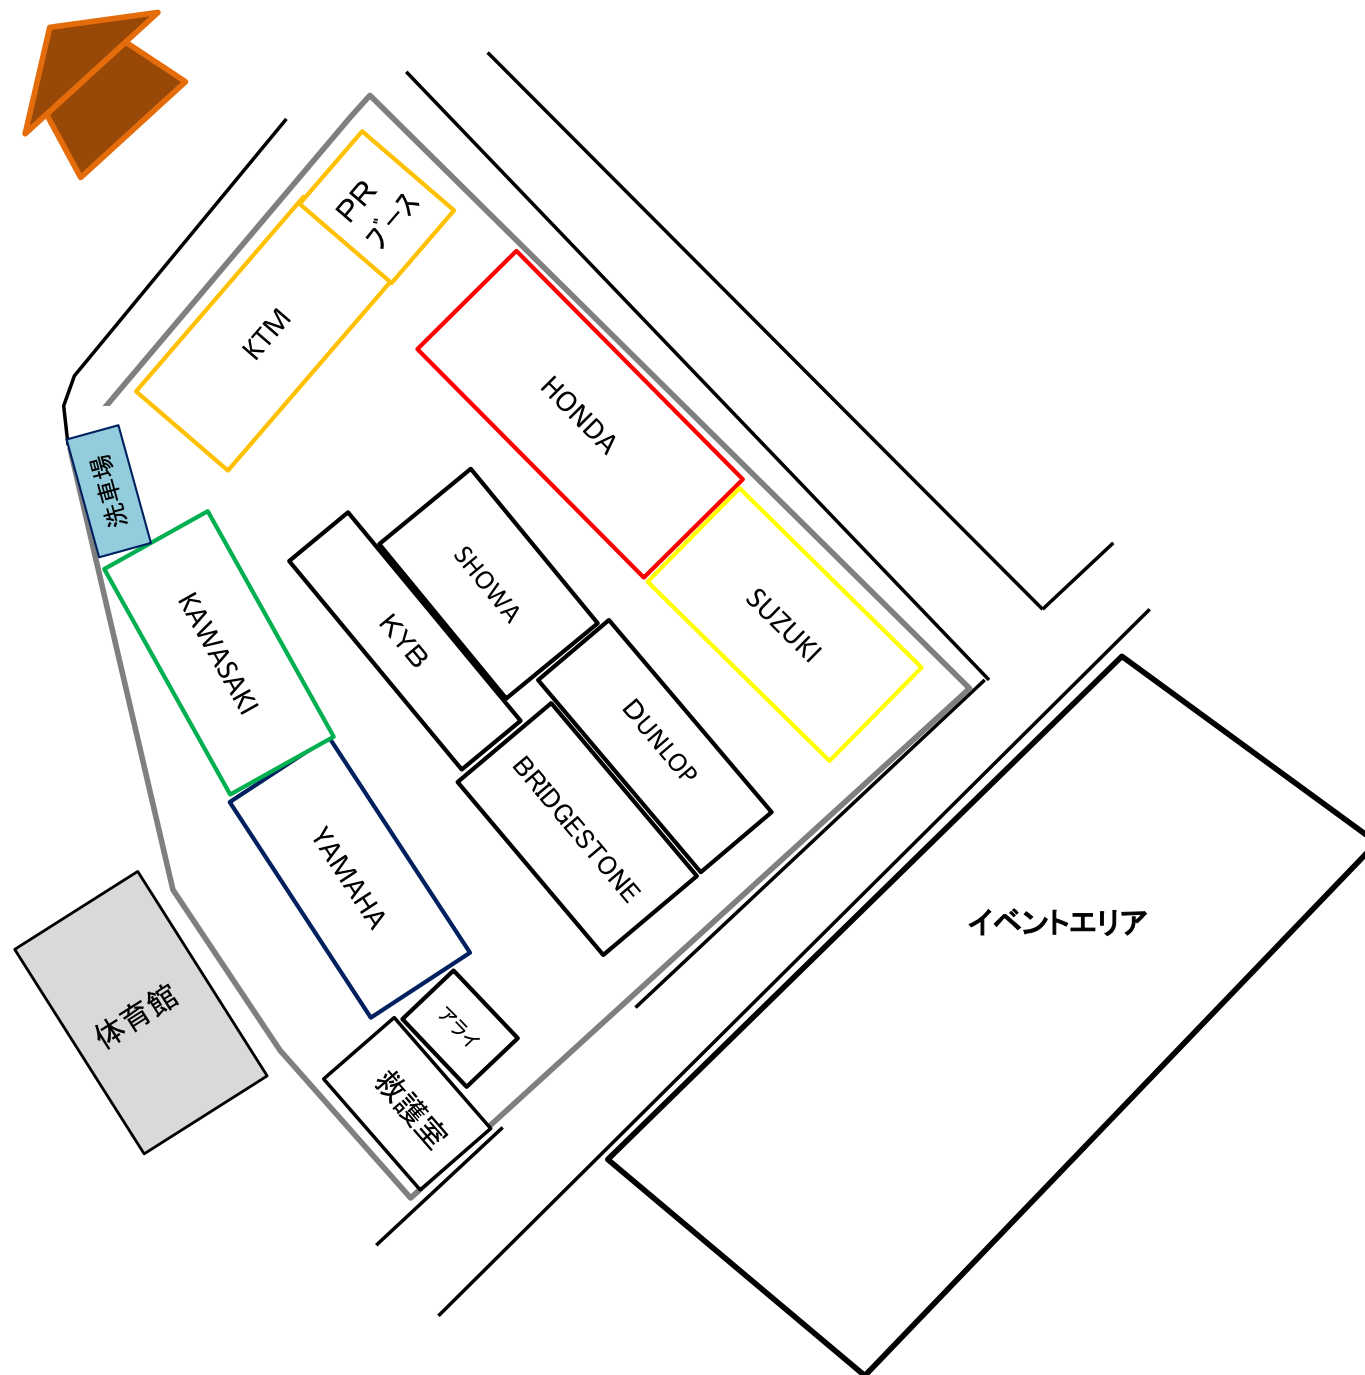 PR
ブース
KTM
HONDA
洗車場
SHOWA
KAWASAKI
KYB
SUZUKI
DUNLOP
BRIDGESTONE
YAMAHA
イベントエリア
体育館
アライ
救護室